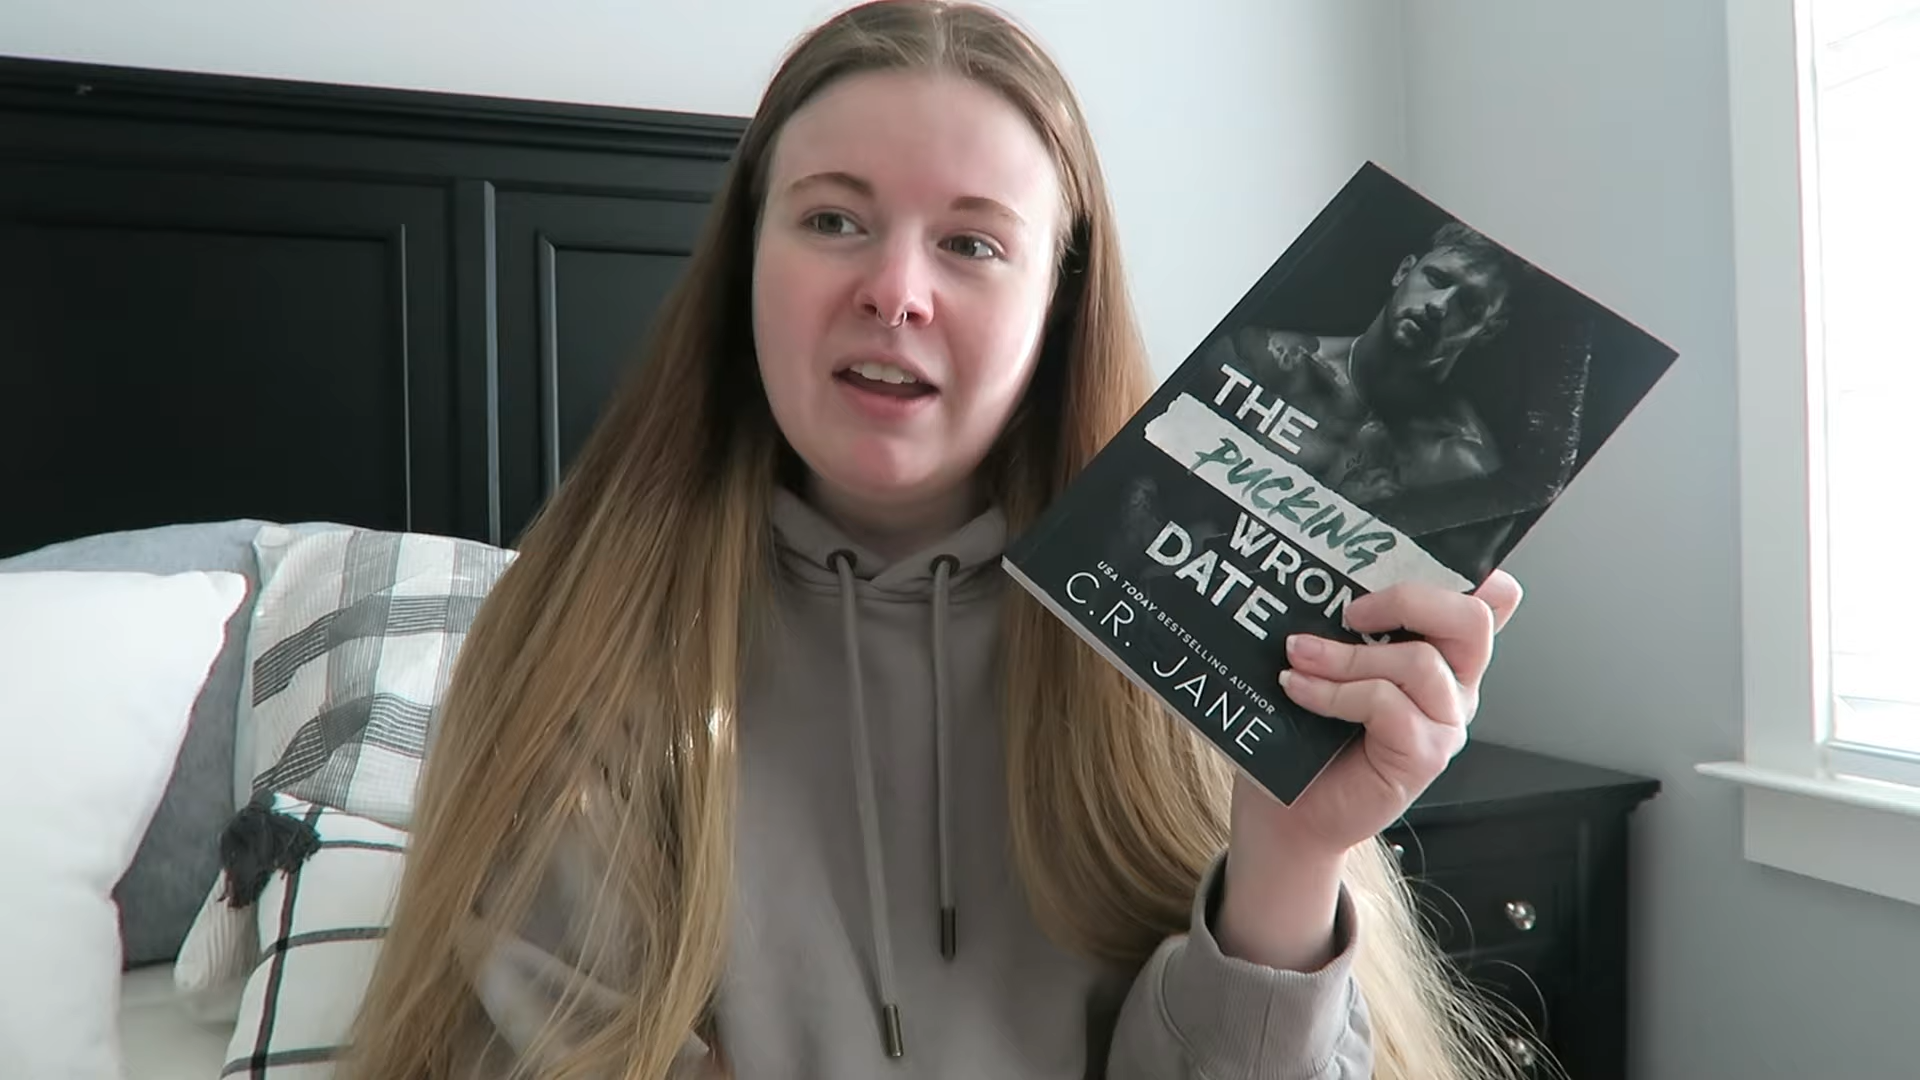 THE
PUCKING
WRONG
DATE
USA TODAY BESTSELLING AUTHOR
C.R. JANE